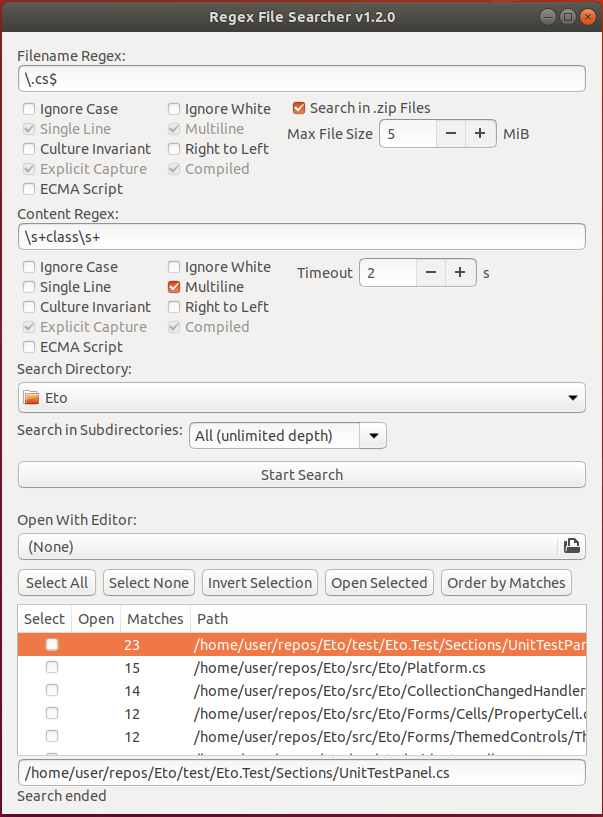 Regex File Searcher v1.2.0
Filename Regex:
\.cs$
Ignore Case Ignore White Search in .zip Files
Single Line Multiline Max File Size 5 MiB
Culture Invariant Right to Left
Explicit Capture Compiled
ECMA Script
Content Regex:
\s+class\s+
Ignore Case Ignore White Timeout 2 s
Single Line Multiline
Culture Invariant Right to Left
Explicit Capture Compiled
ECMA Script
Search Directory:
Eto
Search in Subdirectories: All (unlimited depth)
Start Search
Open With Editor:
(None)
Select All Select None Invert Selection Open Selected Order by Matches
Select Open Matches Path
23 /home/user/repos/Eto/test/Eto.Test/Sections/UnitTestPan
15 /home/user/repos/Eto/src/Eto/Platform.cs
14 /home/user/repos/Eto/src/Eto/CollectionChangedHandler
12 /home/user/repos/Eto/src/Eto/Forms/Cells/PropertyCell.c
12 /home/user/repos/Eto/src/Eto/Forms/ThemedControls/Th
/home/user/repos/Eto/test/Eto.Test/Sections/UnitTestPanel.cs
Search ended